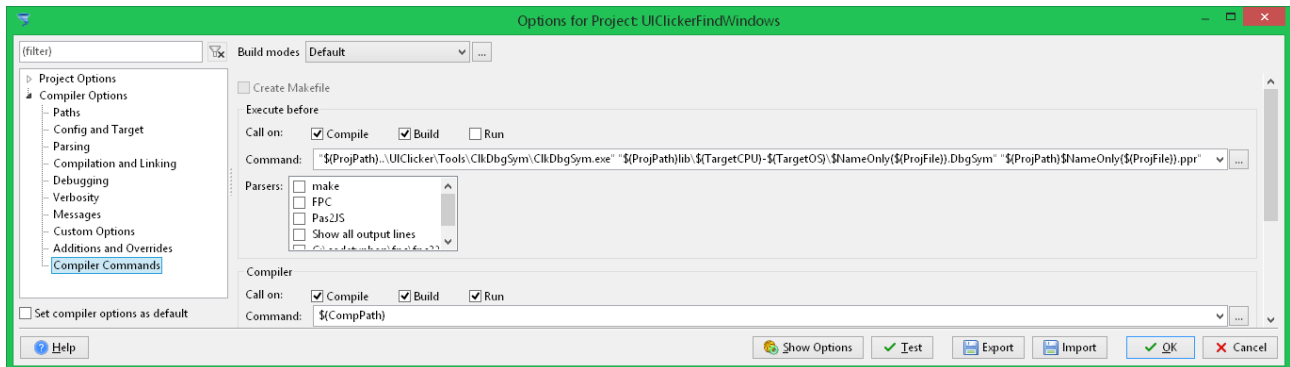 Options for Project: UIClickerFindWindows
(filter)
Build modes Default ...
Project Options
Compiler Options
Paths
Config and Target
Parsing
Compilation and Linking
Debugging
Verbosity
Messages
Custom Options
Additions and Overrides
Compiler Commands
Set compiler options as default
Create Makefile
Execute before
Call on: Compile Build Run
Command: "$(ProjPath)..\UIClicker\Tools\ClkDbgSym\ClkDbgSym.exe" "$(ProjPath)lib\$(TargetCPU)-$(TargetOS)\$NameOnly($(ProjFile)).DbgSym" "$(ProjPath)$NameOnly($(ProjFile)).ppr" ...
Parsers: make
FPC
Pas2JS
Show all output lines
Compiler
Call on: Compile Build Run
Command: $(CompPath) ...
Help Show Options Test Export Import OK Cancel